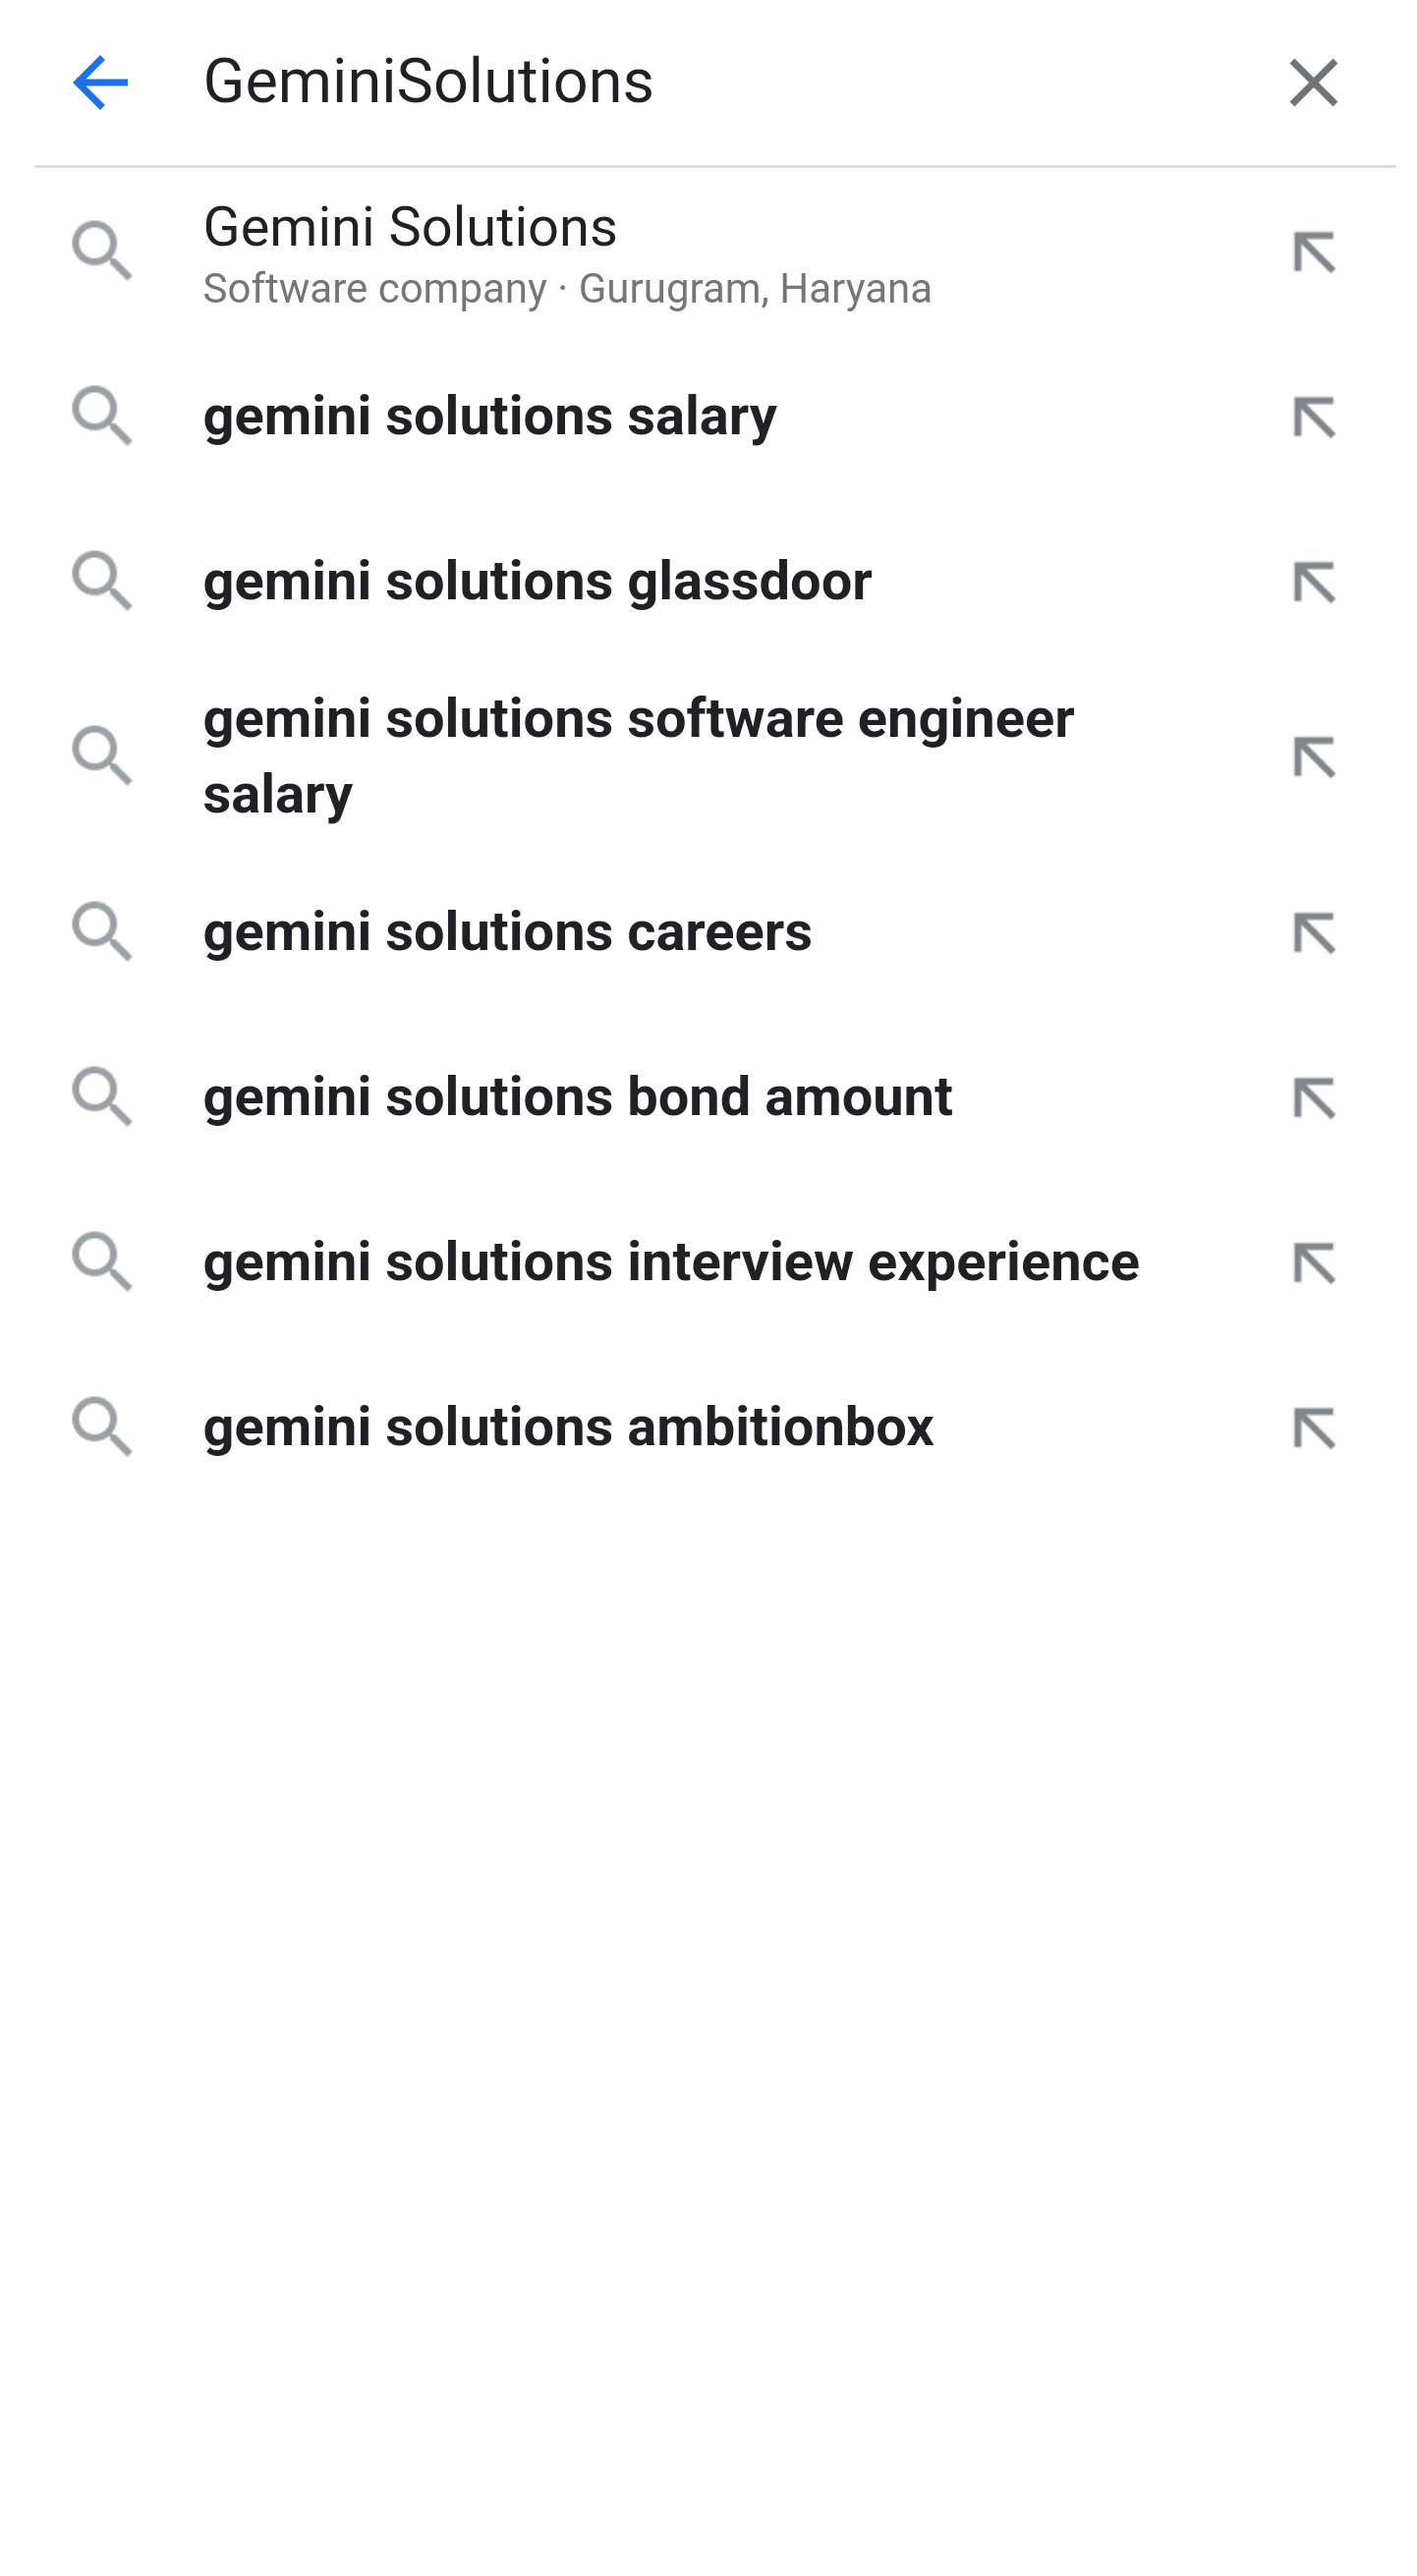 GeminiSolutions
Gemini Solutions
Software company · Gurugram, Haryana
gemini solutions salary
gemini solutions glassdoor
gemini solutions software engineer
salary
gemini solutions careers
gemini solutions bond amount
gemini solutions interview experience
gemini solutions ambitionbox